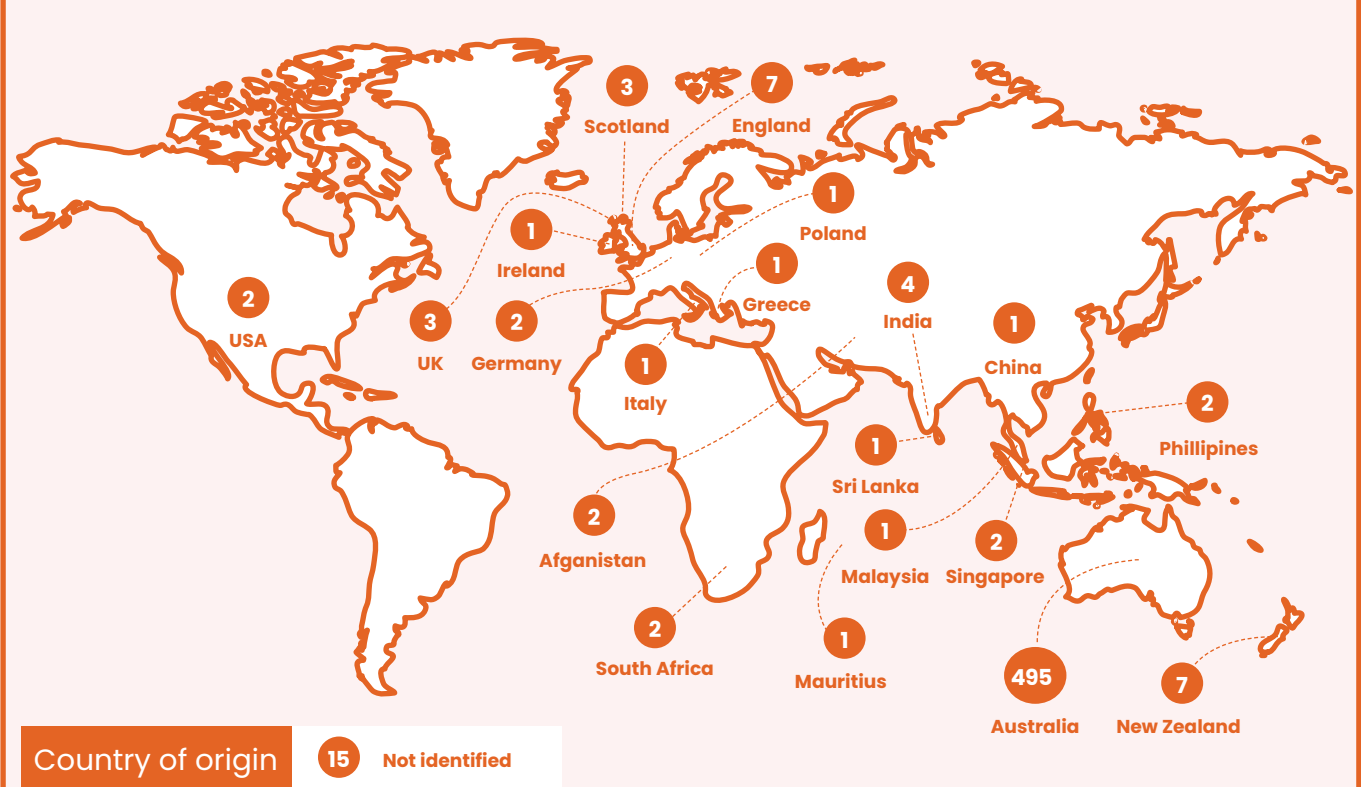 3
Scotland
7
England
1
Poland
1
Ireland
1
Greece
2
USA
3
UK
2
Germany
1
Italy
4
India
1
China
2
Phillipines
1
Sri Lanka
2
Afganistan
1
Malaysia
2
Singapore
2
South Africa
1
Mauritius
495
Australia
7
New Zealand
Country of origin
15
Not identified